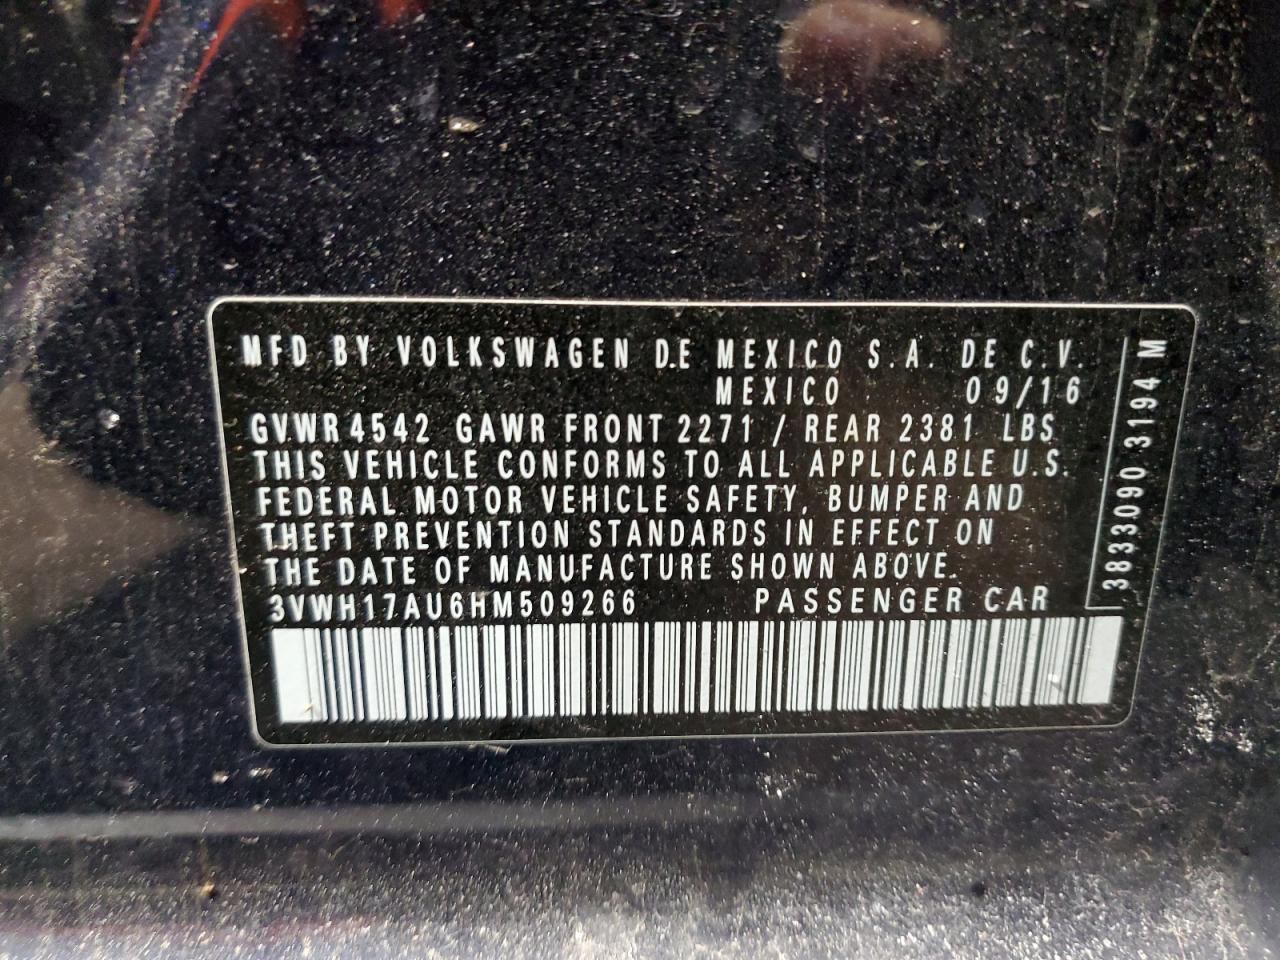 MFD BY VOLKSWAGEN DE MEXICO S.A. DE C.V.
MEXICO 09/16
GVWR 4542 GAWR FRONT 2271 / REAR 2381 LBS
THIS VEHICLE CONFORMS TO ALL APPLICABLE U.S.
FEDERAL MOTOR VEHICLE SAFETY, BUMPER AND
THEFT PREVENTION STANDARDS IN EFFECT ON
THE DATE OF MANUFACTURE SHOWN ABOVE.
3VWH17AU6HM509266 PASSENGER CAR
3833090 3194 M